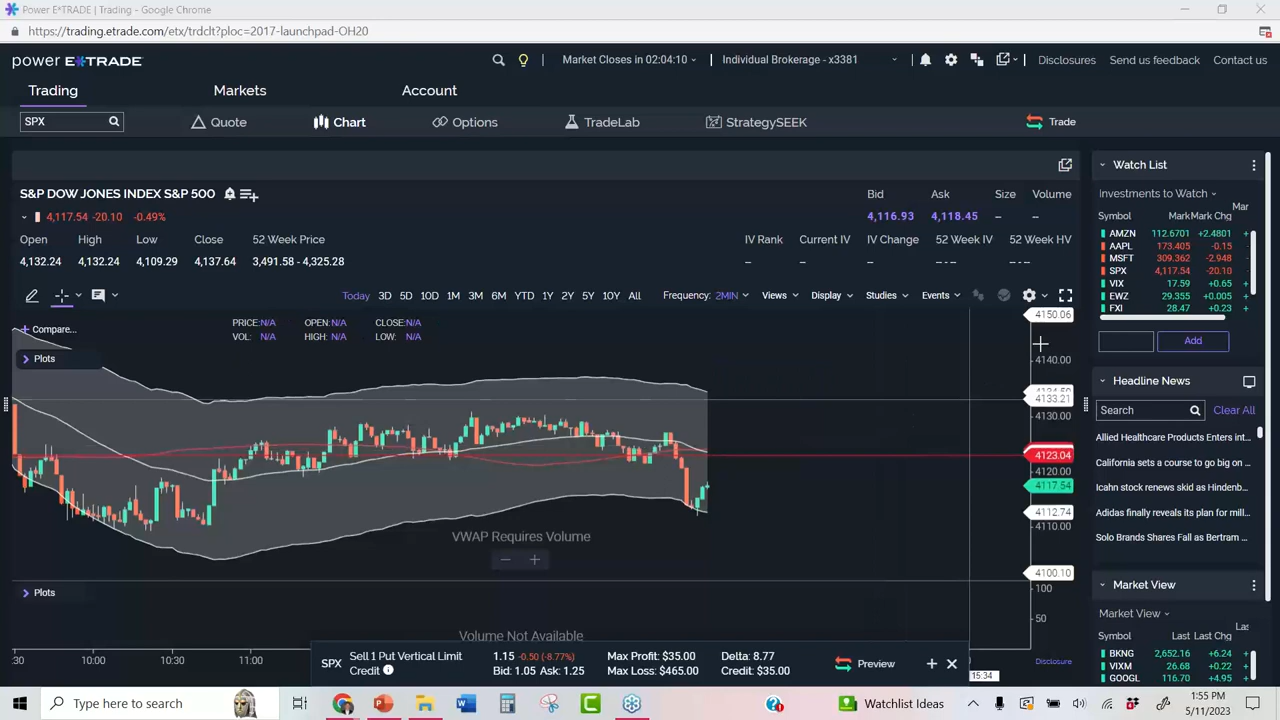 Power E*TRADE | Trading - Google Chrome
https://trading.etrade.com/etx/trdclt?ploc=2017-launchpad-OH20
power E*TRADE
Market Closes in 02:04:10
Individual Brokerage - x3381
Disclosures
Send us feedback
Contact us
Trading
Markets
Account
SPX
Quote
Chart
Options
TradeLab
StrategySEEK
Trade
S&P DOW JONES INDEX S&P 500
Bid
Ask
Size
Volume
4,117.54 -20.10 -0.49%
4,116.93
4,118.45
--
--
Open
High
Low
Close
52 Week Price
IV Rank
Current IV
IV Change
52 Week IV
52 Week HV
4,132.24
4,132.24
4,109.29
4,137.64
3,491.58 - 4,325.28
Today 3D 5D 10D 1M 3M 6M YTD 1Y 2Y 5Y 10Y All
Frequency: 2MIN
Views
Display
Studies
Events
+ Compare...
PRICE:N/A OPEN:N/A CLOSE:N/A
VOL: N/A HIGH: N/A LOW: N/A
Plots
4150.06
4140.00
4133.21
4130.00
4123.04
4120.00
4117.54
4112.74
4110.00
4100.10
VWAP Requires Volume
Plots
100
50
Volume Not Available
:30
10:00
10:30
11:00
15:34
Disclosure
SPX
Sell 1 Put Vertical Limit
Credit
1.15 -0.50 (-8.77%)
Bid: 1.05 Ask: 1.25
Max Profit: $35.00
Max Loss: $465.00
Delta: 8.77
Credit: $35.00
Preview
Watch List
Investments to Watch
Mar
Symbol Mark Mark Chg
AMZN 112.6701 +2.4801
AAPL 173.405 -0.15
MSFT 309.362 -2.948
SPX 4,117.54 -20.10
VIX 17.59 +0.65
EWZ 29.355 +0.005
FXI 28.47 +0.23
Add
Headline News
Search
Clear All
Allied Healthcare Products Enters int...
California sets a course to go big on ...
Icahn stock renews skid as Hindenb...
Adidas finally reveals its plan for mill...
Solo Brands Shares Fall as Bertram ...
Market View
Market View
Symbol Last Last Chg
BKNG 2,652.16 +6.24
VIXM 26.68 +0.22
GOOGL 116.70 +4.95
Type here to search
Watchlist Ideas
1:55 PM
5/11/2023